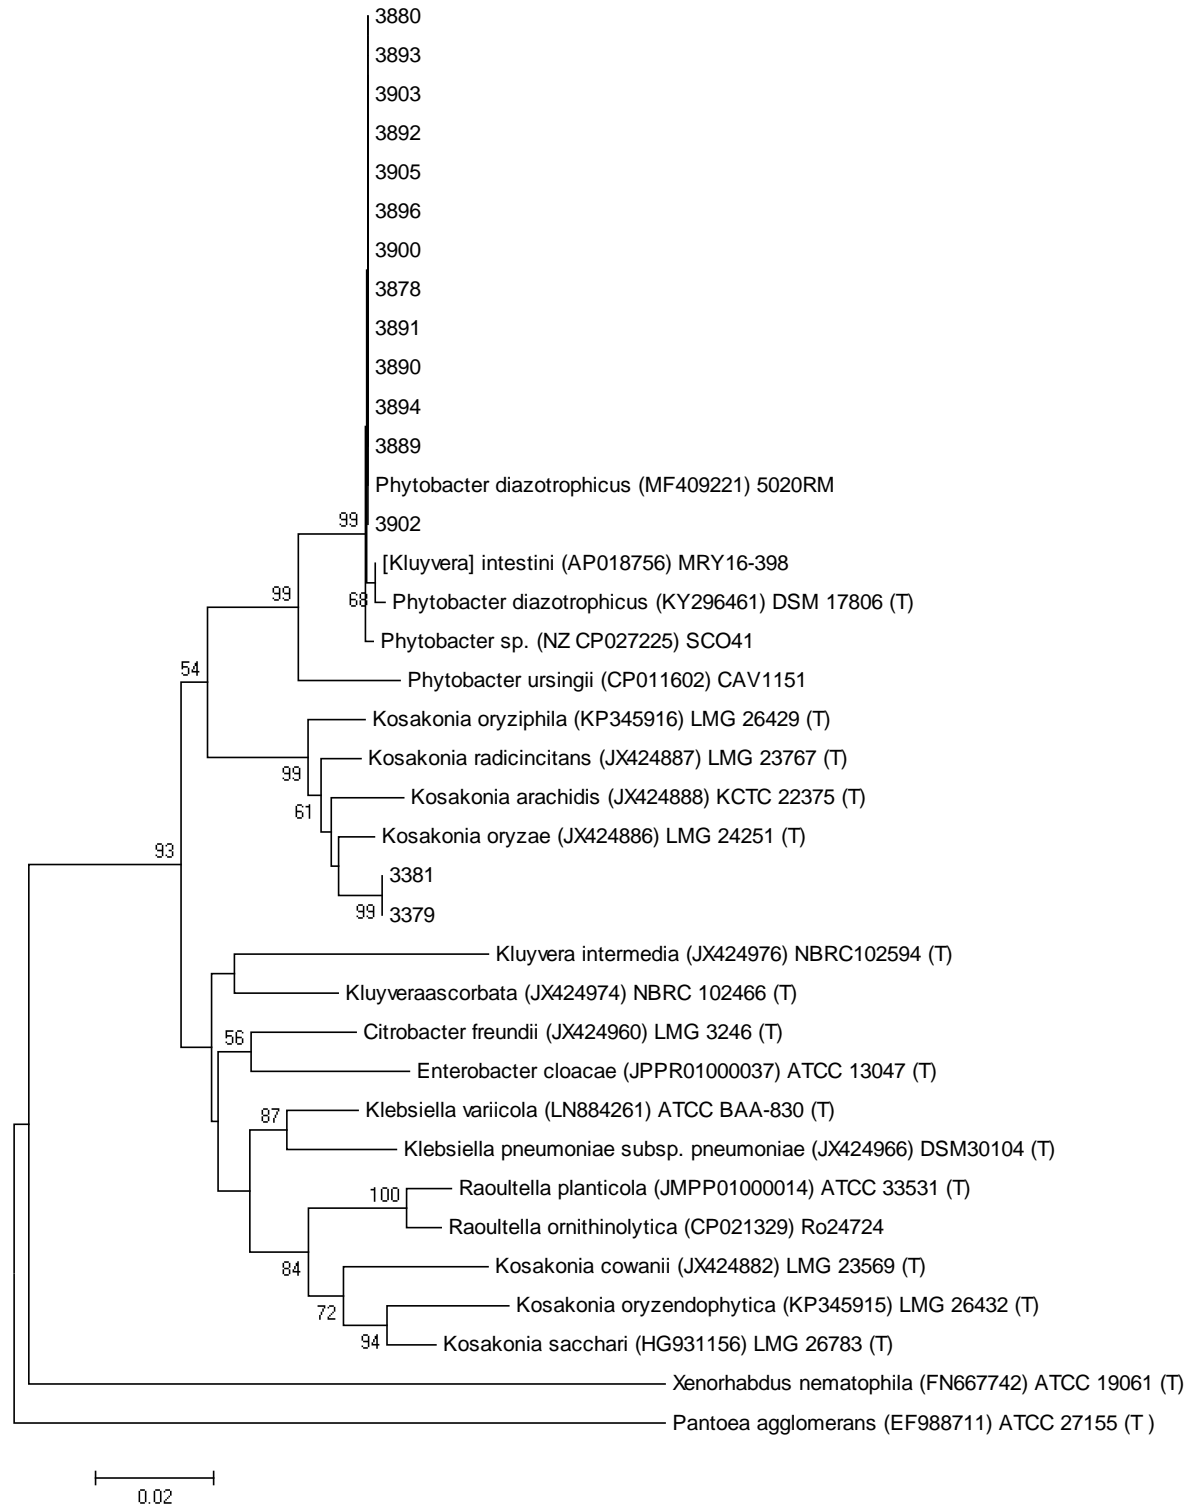 3880
3893
3903
3892
3905
3896
3900
3878
3891
3890
3894
3889
Phytobacter diazotrophicus (MF409221) 5020RM
99
3902
[Kluyvera] intestini (AP018756) MRY16-398
99
68
Phytobacter diazotrophicus (KY296461) DSM 17806 (T)
Phytobacter sp. (NZ CP027225) SCO41
54
Phytobacter ursingii (CP011602) CAV1151
Kosakonia oryziphila (KP345916) LMG 26429 (T)
Kosakonia radicincitans (JX424887) LMG 23767 (T)
99
Kosakonia arachidis (JX424888) KCTC 22375 (T)
61
Kosakonia oryzae (JX424886) LMG 24251 (T)
93
3381
99
3379
Kluyvera intermedia (JX424976) NBRC102594 (T)
Kluyveraascorbata (JX424974) NBRC 102466 (T)
Citrobacter freundii (JX424960) LMG 3246 (T)
56
Enterobacter cloacae (JPPR01000037) ATCC 13047 (T)
Klebsiella variicola (LN884261) ATCC BAA-830 (T)
87
Klebsiella pneumoniae subsp. pneumoniae (JX424966) DSM30104 (T)
Raoultella planticola (JMPP01000014) ATCC 33531 (T)
100
Raoultella ornithinolytica (CP021329) Ro24724
84
Kosakonia cowanii (JX424882) LMG 23569 (T)
Kosakonia oryzendophytica (KP345915) LMG 26432 (T)
72
94
Kosakonia sacchari (HG931156) LMG 26783 (T)
Xenorhabdus nematophila (FN667742) ATCC 19061 (T)
Pantoea agglomerans (EF988711) ATCC 27155 (T )
0.02